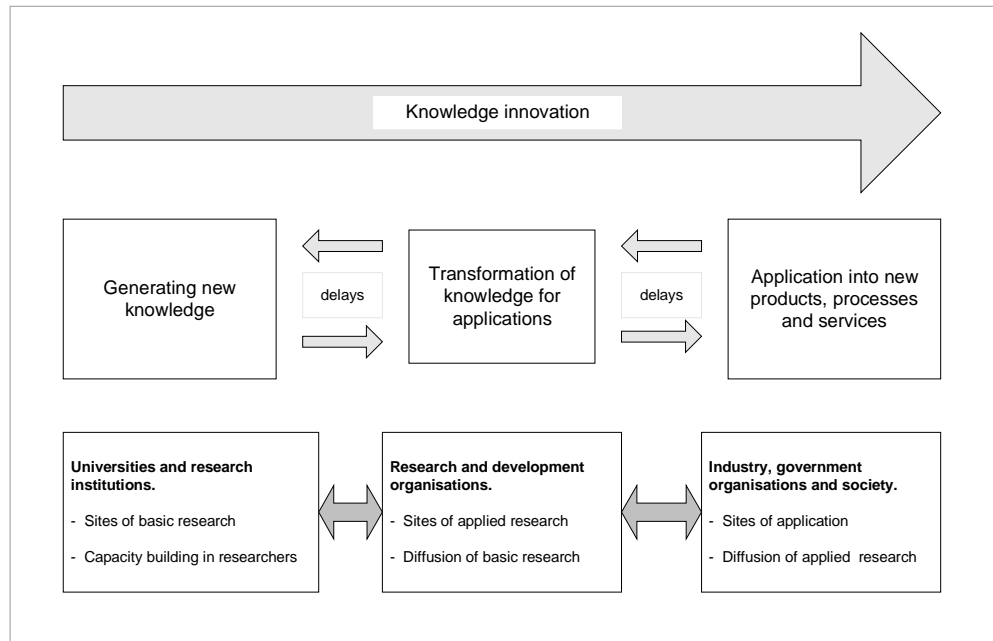 Knowledge innovation
Generating new
knowledge
delays
Transformation of
knowledge for
applications
delays
Application into new
products, processes
and services
Universities and research
institutions.
- Sites of basic research
- Capacity building in researchers
Research and development
organisations.
- Sites of applied research
- Diffusion of basic research
Industry, government
organisations and society.
- Sites of application
- Diffusion of applied research